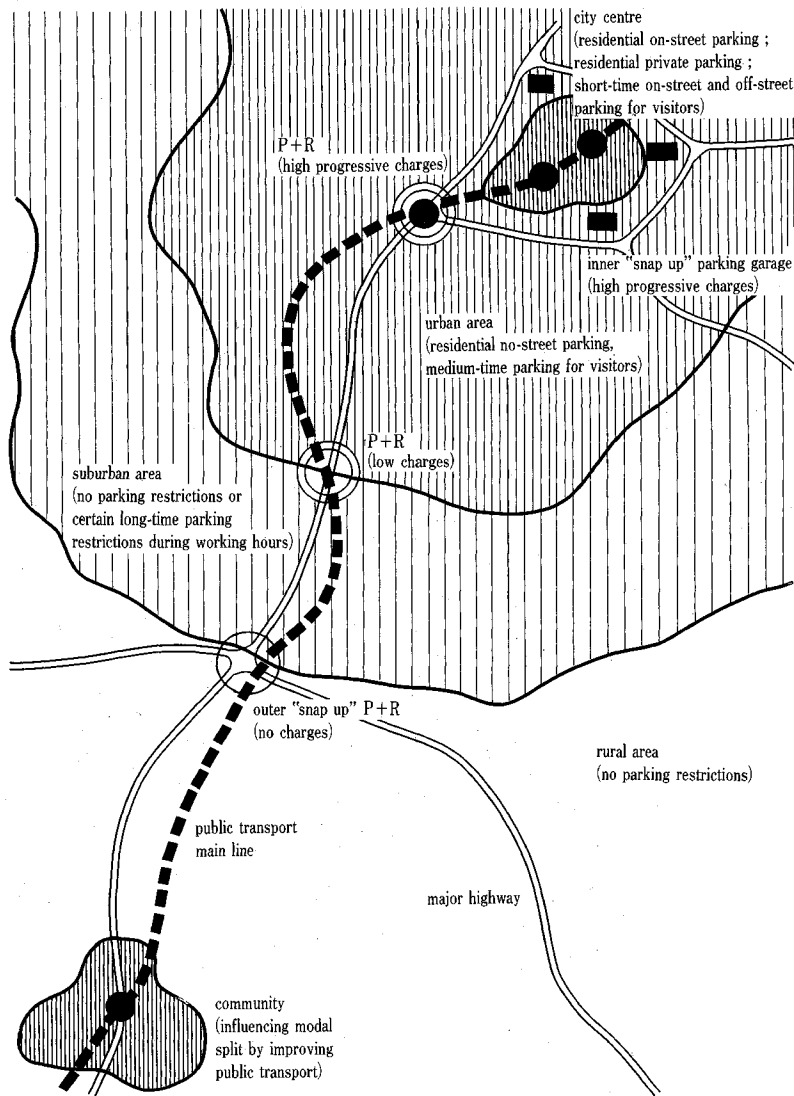 city centre
(residential on-street parking ;
residential private parking ;
short-time on-street and off-street
parking for visitors)
P+R
(high progressive charges)
inner "snap up" parking garage
(high progressive charges)
urban area
(residential no-street parking,
medium-time parking for visitors)
P+R
(low charges)
suburban area
(no parking restrictions or
certain long-time parking
restrictions during working hours)
outer "snap up" P+R
(no charges)
rural area
(no parking restrictions)
public transport
main line
major highway
community
(influencing modal
split by improving
public transport)